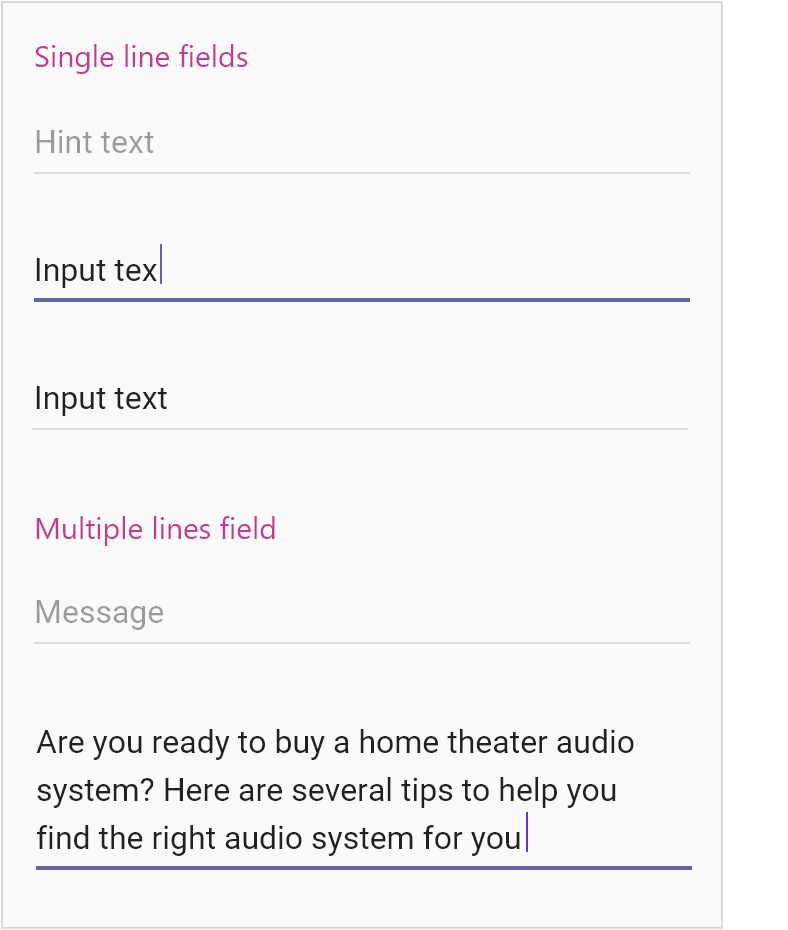 Single line fields
Hint text
Input tex
Input text
Multiple lines field
Message
Are you ready to buy a home theater audio
system? Here are several tips to help you
find the right audio system for you